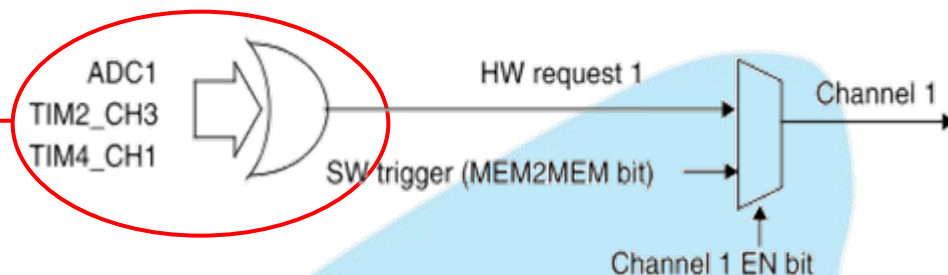 ADC1
TIM2_CH3
TIM4_CH1
HW request 1
SW trigger (MEM2MEM bit)
Channel 1
Channel 1 EN bit